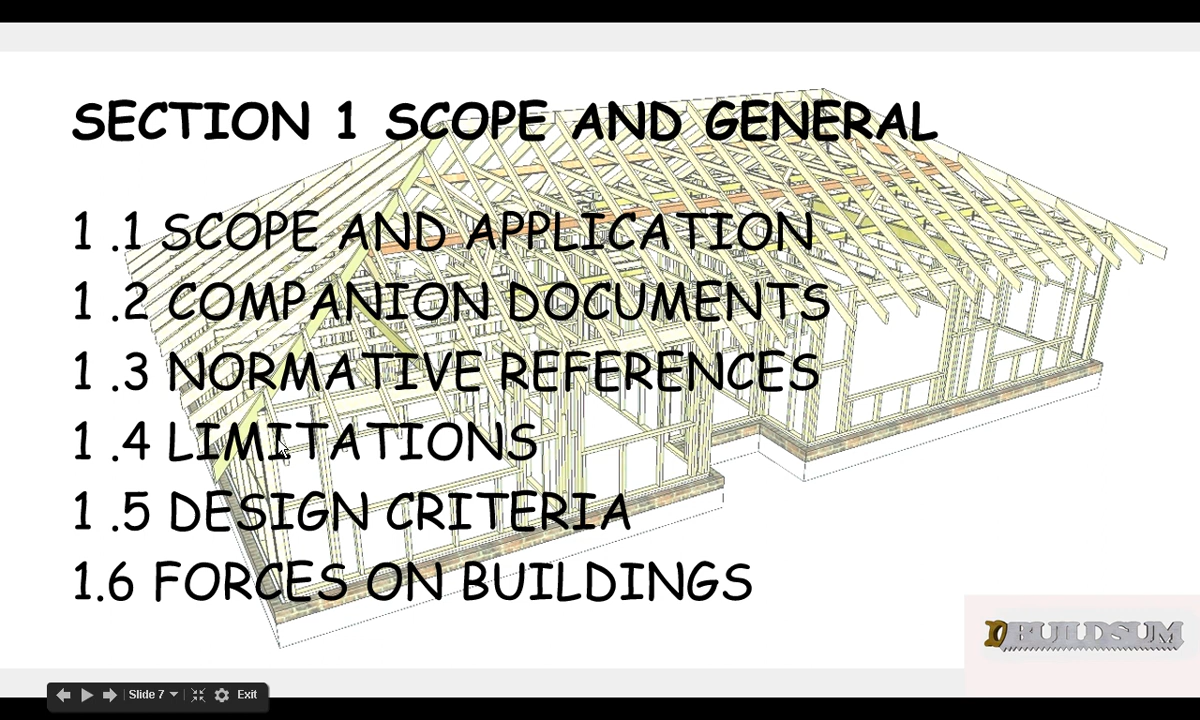 SECTION 1 SCOPE AND GENERAL
1 .1 SCOPE AND APPLICATION
1 .2 COMPANION DOCUMENTS
1 .3 NORMATIVE REFERENCES
1 .4 LIMITATIONS
1 .5 DESIGN CRITERIA
1.6 FORCES ON BUILDINGS
BUILDSUM
Slide 7 Exit